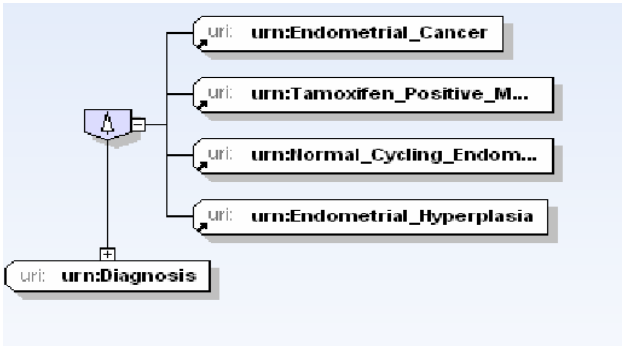 uri: urn:Endometrial_Cancer
uri: urn:Tamoxifen_Positive_M...
uri: urn:Normal_Cycling_Endom...
uri: urn:Endometrial_Hyperplasia
uri: urn:Diagnosis